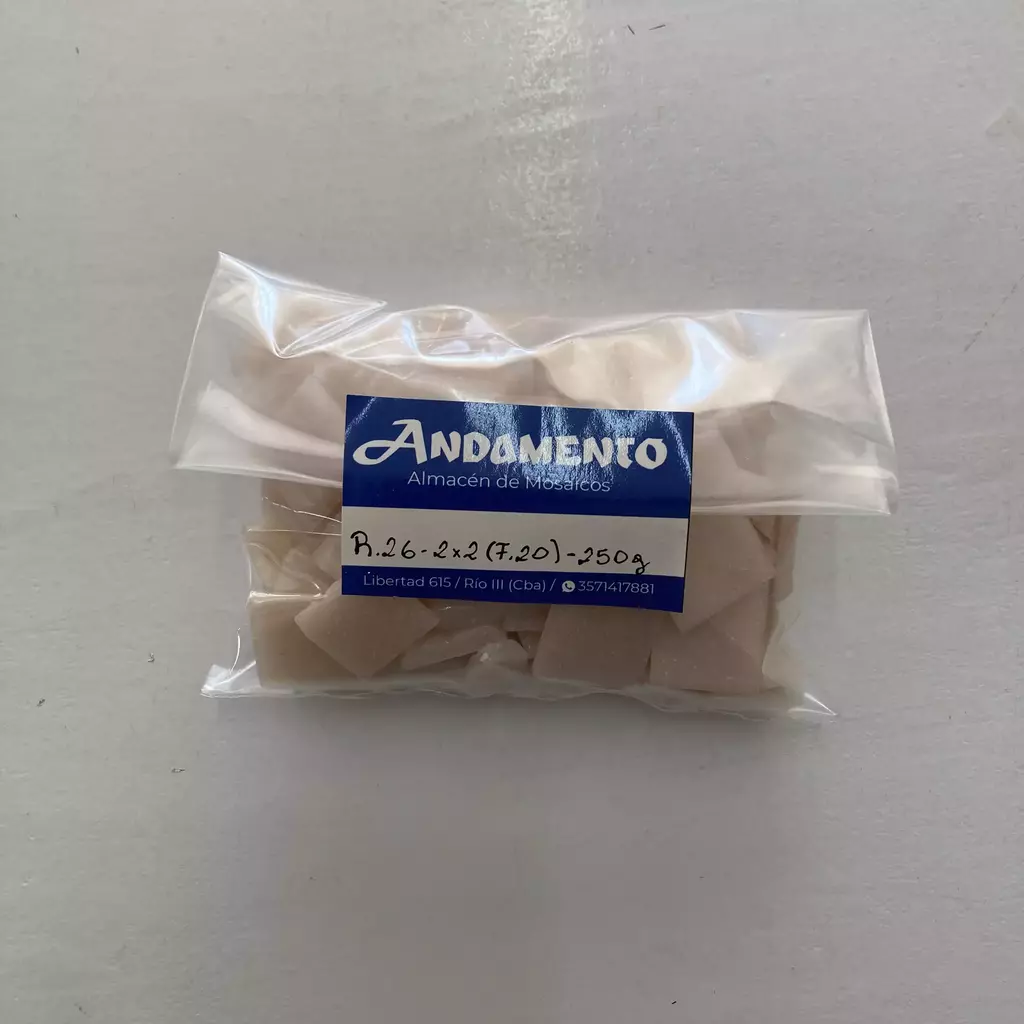 ANDAMENTO
Almacén de Mosaicos
R.26-2x2 (F.20)-250g
Libertad 615 / Río III (Cba) / 3571417881